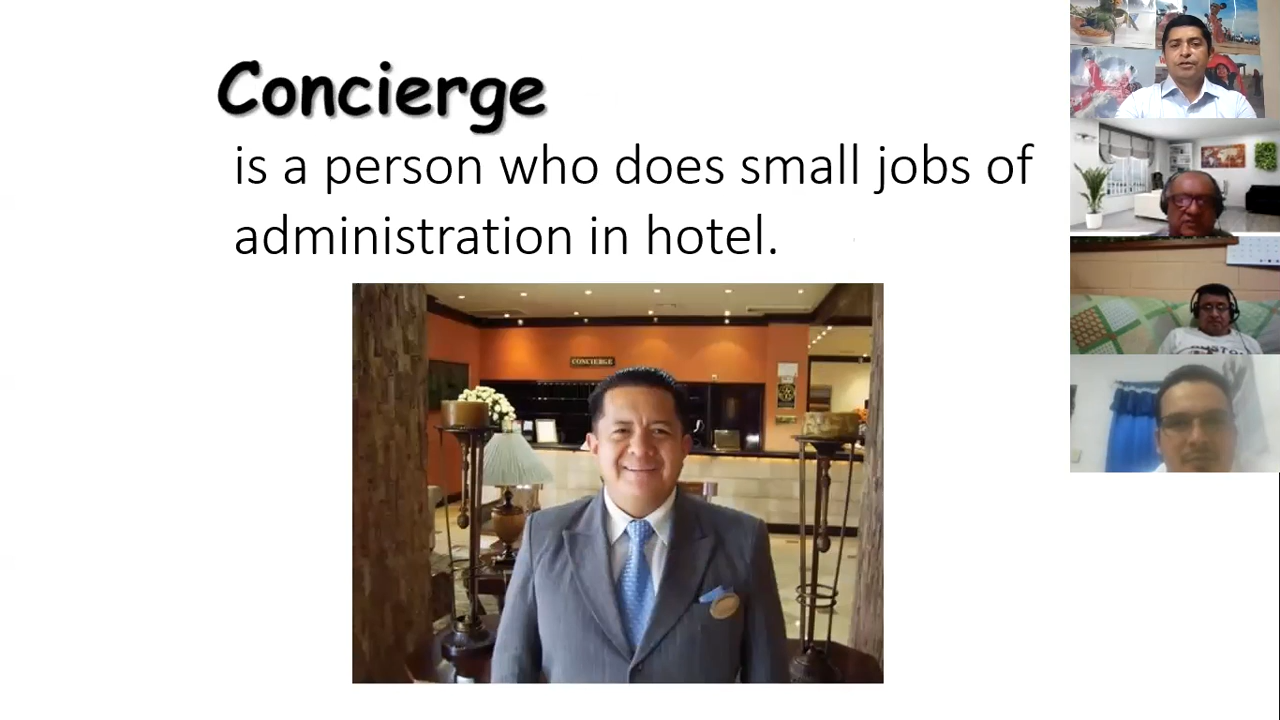 Concierge
is a person who does small jobs of
administration in hotel.
CONCIERGE